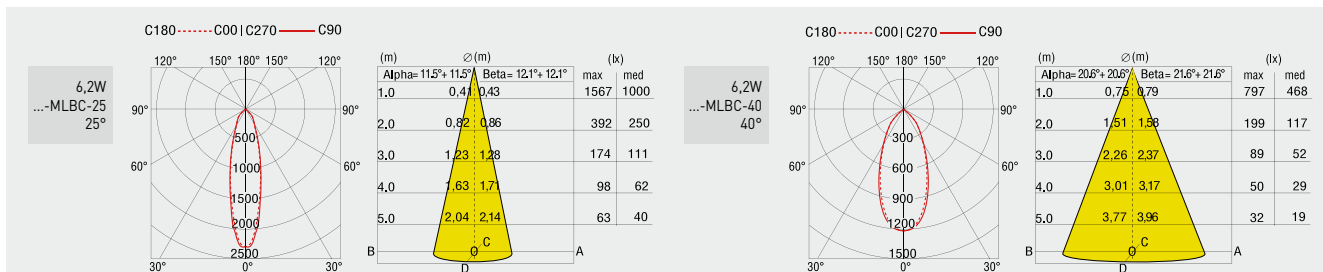 C180 C00 | C270 C90
6,2W
...-MLBC-25
25°
120° 150° 180° 150° 120°
90° 90°
60° 60°
30° 0° 30°
500
1000
1500
2000
2500
(m) Ø(m) (lx)
Alpha= 11.5°+ 11.5° Beta= 12.1°+ 12.1° max med
1.0 0,41 0,43 1567 1000
2.0 0,82 0,86 392 250
3.0 1,23 1,28 174 111
4.0 1,63 1,71 98 62
5.0 2,04 2,14 63 40
B O C A
D
C180 C00 | C270 C90
6,2W
...-MLBC-40
40°
120° 150° 180° 150° 120°
90° 90°
60° 60°
30° 0° 30°
300
600
900
1200
1500
(m) Ø(m) (lx)
Alpha= 20.6°+ 20.6° Beta= 21.6°+ 21.6° max med
1.0 0,75 0,79 797 468
2.0 1,51 1,58 199 117
3.0 2,26 2,37 89 52
4.0 3,01 3,17 50 29
5.0 3,77 3,96 32 19
B O C A
D